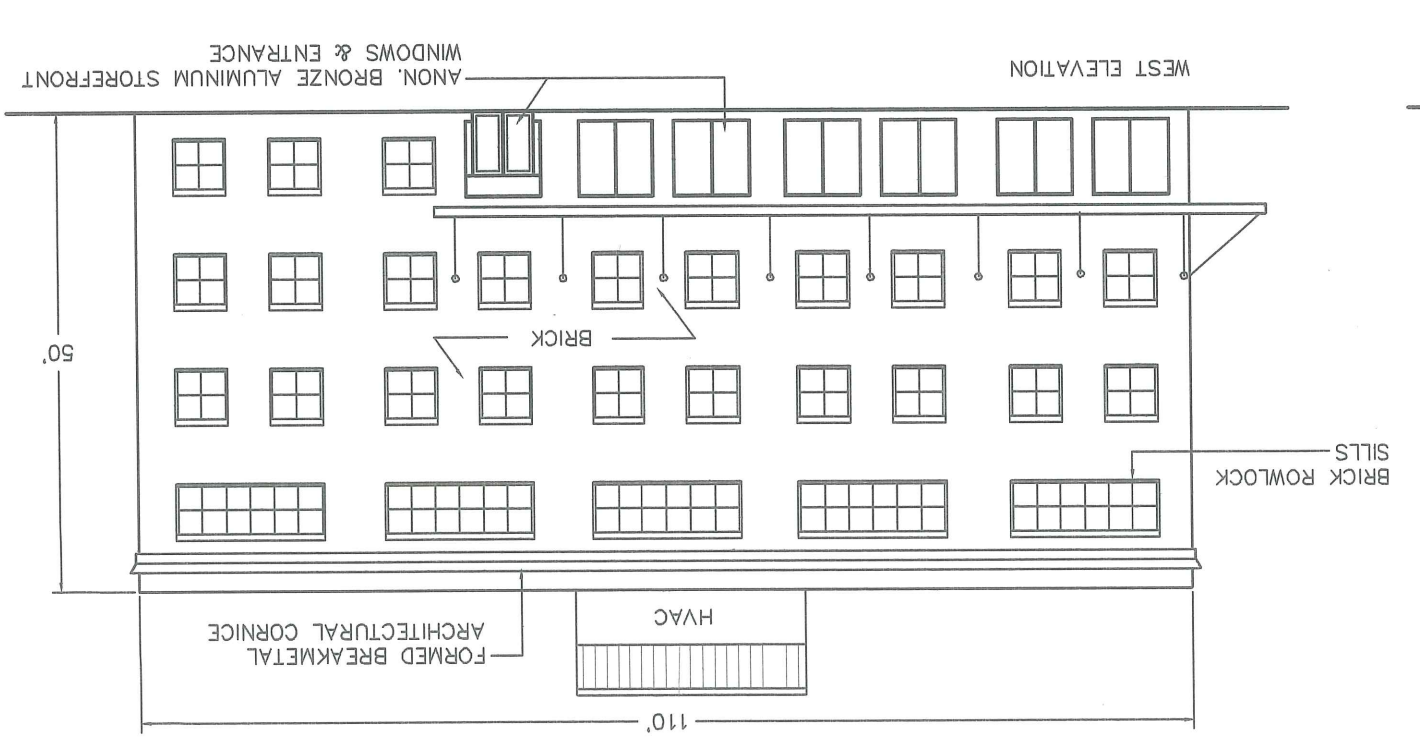 110'
HVAC
FORMED BREAKMETAL
ARCHITECTURAL CORNICE
BRICK ROWLOCK
SILLS
BRICK
50'
WEST ELEVATION
ANON. BRONZE ALUMINUM STOREFRONT
WINDOWS & ENTRANCE